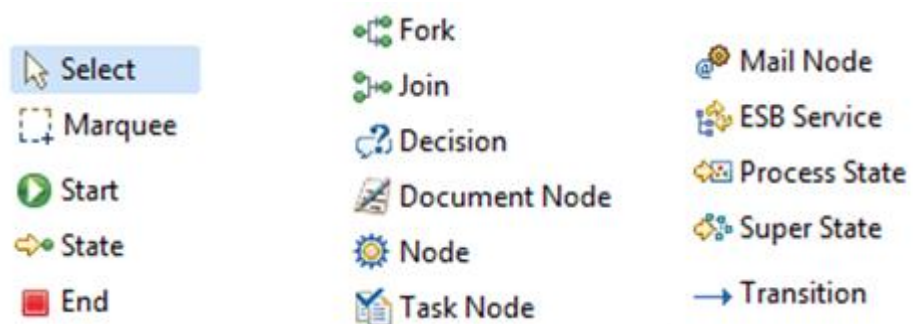 Select
Marquee
Start
State
End
Fork
Join
Decision
Document Node
Node
Task Node
Mail Node
ESB Service
Process State
Super State
Transition